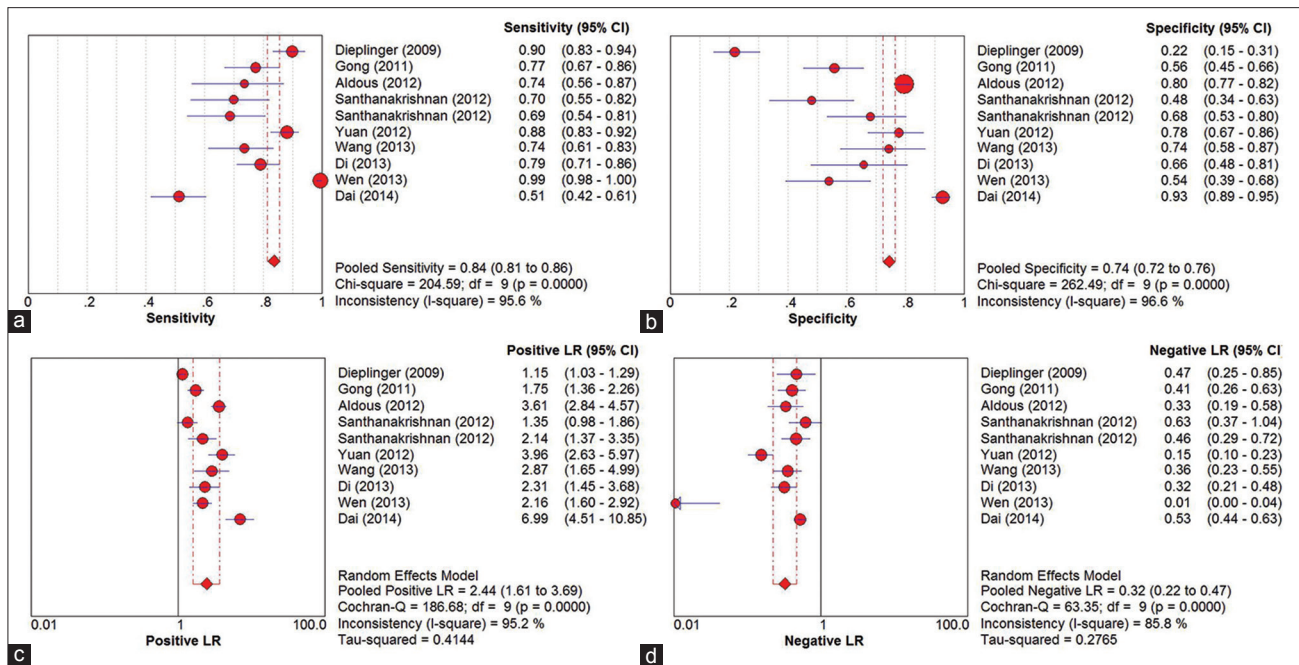 Sensitivity (95% CI)
Dieplinger (2009) 0.90 (0.83 - 0.94)
Gong (2011) 0.77 (0.67 - 0.86)
Aldous (2012) 0.74 (0.56 - 0.87)
Santhanakrishnan (2012) 0.70 (0.55 - 0.82)
Santhanakrishnan (2012) 0.69 (0.54 - 0.81)
Yuan (2012) 0.88 (0.83 - 0.92)
Wang (2013) 0.74 (0.61 - 0.83)
Di (2013) 0.79 (0.71 - 0.86)
Wen (2013) 0.99 (0.98 - 1.00)
Dai (2014) 0.51 (0.42 - 0.61)
Pooled Sensitivity = 0.84 (0.81 to 0.86)
Chi-square = 204.59; df = 9 (p = 0.0000)
Inconsistency (I-square) = 95.6 %
0 .2 .4 .6 .8 1
Sensitivity
a
Specificity (95% CI)
Dieplinger (2009) 0.22 (0.15 - 0.31)
Gong (2011) 0.56 (0.45 - 0.66)
Aldous (2012) 0.80 (0.77 - 0.82)
Santhanakrishnan (2012) 0.48 (0.34 - 0.63)
Santhanakrishnan (2012) 0.68 (0.53 - 0.80)
Yuan (2012) 0.78 (0.67 - 0.86)
Wang (2013) 0.74 (0.58 - 0.87)
Di (2013) 0.66 (0.48 - 0.81)
Wen (2013) 0.54 (0.39 - 0.68)
Dai (2014) 0.93 (0.89 - 0.95)
Pooled Specificity = 0.74 (0.72 to 0.76)
Chi-square = 262.49; df = 9 (p = 0.0000)
Inconsistency (I-square) = 96.6 %
0 .2 .4 .6 .8 1
Specificity
b
Positive LR (95% CI)
Dieplinger (2009) 1.15 (1.03 - 1.29)
Gong (2011) 1.75 (1.36 - 2.26)
Aldous (2012) 3.61 (2.84 - 4.57)
Santhanakrishnan (2012) 1.35 (0.98 - 1.86)
Santhanakrishnan (2012) 2.14 (1.37 - 3.35)
Yuan (2012) 3.96 (2.63 - 5.97)
Wang (2013) 2.87 (1.65 - 4.99)
Di (2013) 2.31 (1.45 - 3.68)
Wen (2013) 2.16 (1.60 - 2.92)
Dai (2014) 6.99 (4.51 - 10.85)
Random Effects Model
Pooled Positive LR = 2.44 (1.61 to 3.69)
Cochran-Q = 186.68; df = 9 (p = 0.0000)
Inconsistency (I-square) = 95.2 %
Tau-squared = 0.4144
0.01 1 100.0
Positive LR
c
Negative LR (95% CI)
Dieplinger (2009) 0.47 (0.25 - 0.85)
Gong (2011) 0.41 (0.26 - 0.63)
Aldous (2012) 0.33 (0.19 - 0.58)
Santhanakrishnan (2012) 0.63 (0.37 - 1.04)
Santhanakrishnan (2012) 0.46 (0.29 - 0.72)
Yuan (2012) 0.15 (0.10 - 0.23)
Wang (2013) 0.36 (0.23 - 0.55)
Di (2013) 0.32 (0.21 - 0.48)
Wen (2013) 0.01 (0.00 - 0.04)
Dai (2014) 0.53 (0.44 - 0.63)
Random Effects Model
Pooled Negative LR = 0.32 (0.22 to 0.47)
Cochran-Q = 63.35; df = 9 (p = 0.0000)
Inconsistency (I-square) = 85.8 %
Tau-squared = 0.2765
0.01 1 100.0
Negative LR
d